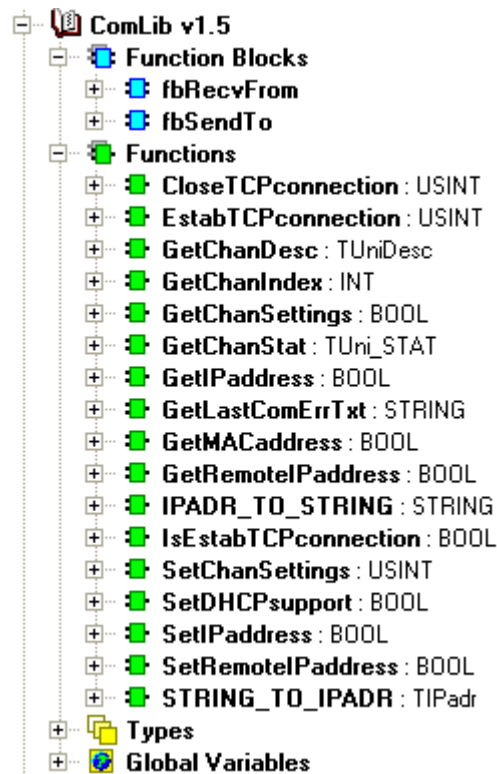 ComLib v1.5
Function Blocks
fbRecvFrom
fbSendTo
Functions
CloseTCPconnection : USINT
EstabTCPconnection : USINT
GetChanDesc : TUniDesc
GetChanIndex : INT
GetChanSettings : BOOL
GetChanStat : TUni_STAT
GetIPaddress : BOOL
GetLastComErrTxt : STRING
GetMACaddress : BOOL
GetRemoteIPaddress : BOOL
IPADR_TO_STRING : STRING
IsEstabTCPconnection : BOOL
SetChanSettings : USINT
SetDHCPsupport : BOOL
SetIPaddress : BOOL
SetRemoteIPaddress : BOOL
STRING_TO_IPADR : TIPadr
Types
Global Variables